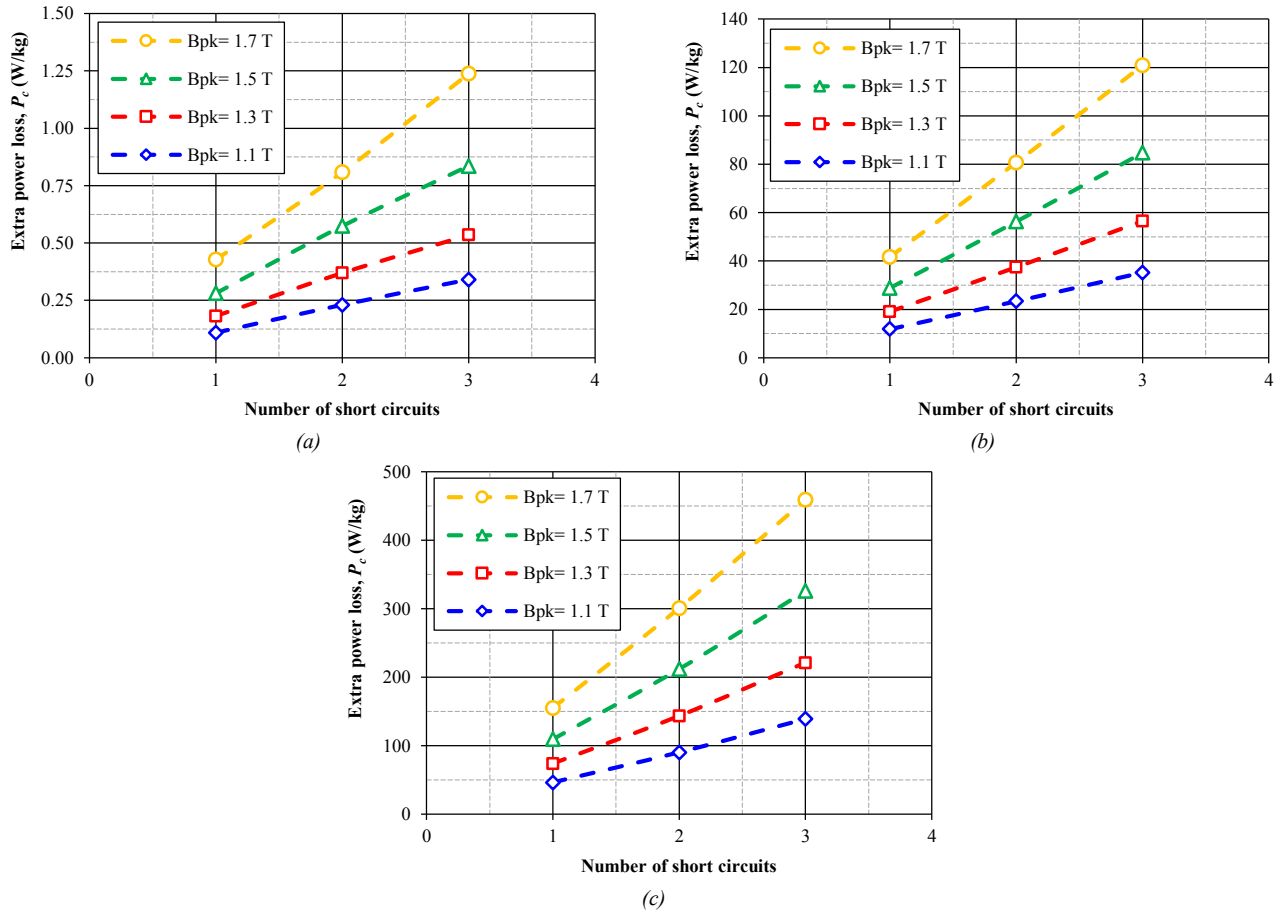 1.50
1.25
1.00
0.75
0.50
0.25
0.00
Extra power loss, P_c (W/kg)
Bpk= 1.7 T
Bpk= 1.5 T
Bpk= 1.3 T
Bpk= 1.1 T
0 1 2 3 4
Number of short circuits
(a)
140
120
100
80
60
40
20
0
Extra power loss, P_c (W/kg)
Bpk= 1.7 T
Bpk= 1.5 T
Bpk= 1.3 T
Bpk= 1.1 T
0 1 2 3 4
Number of short circuits
(b)
500
400
300
200
100
0
Extra power loss, P_c (W/kg)
Bpk= 1.7 T
Bpk= 1.5 T
Bpk= 1.3 T
Bpk= 1.1 T
0 1 2 3 4
Number of short circuits
(c)